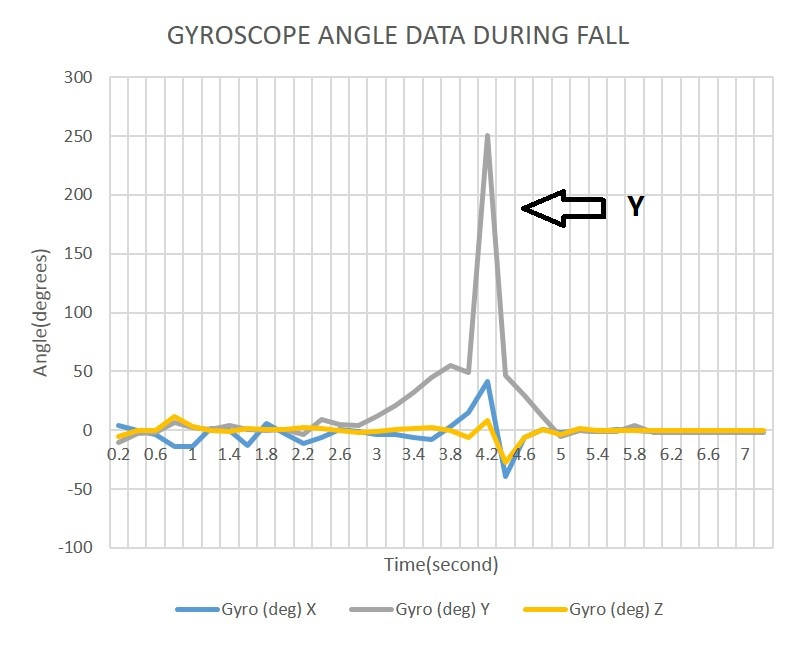 GYROSCOPE ANGLE DATA DURING FALL
300
250
200
150
100
50
0
-50
-100
Angle(degrees)
Y
0.2 0.6 1 1.4 1.8 2.2 2.6 3 3.4 3.8 4.2 4.6 5 5.4 5.8 6.2 6.6 7
Time(second)
Gyro (deg) X Gyro (deg) Y Gyro (deg) Z